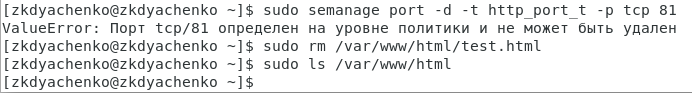 [zkdyachenko@zkdyachenko ~]$ sudo semanage port -d -t http_port_t -p tcp 81
ValueError: Порт tcp/81 определен на уровне политики и не может быть удален
[zkdyachenko@zkdyachenko ~]$ sudo rm /var/www/html/test.html
[zkdyachenko@zkdyachenko ~]$ sudo ls /var/www/html
[zkdyachenko@zkdyachenko ~]$